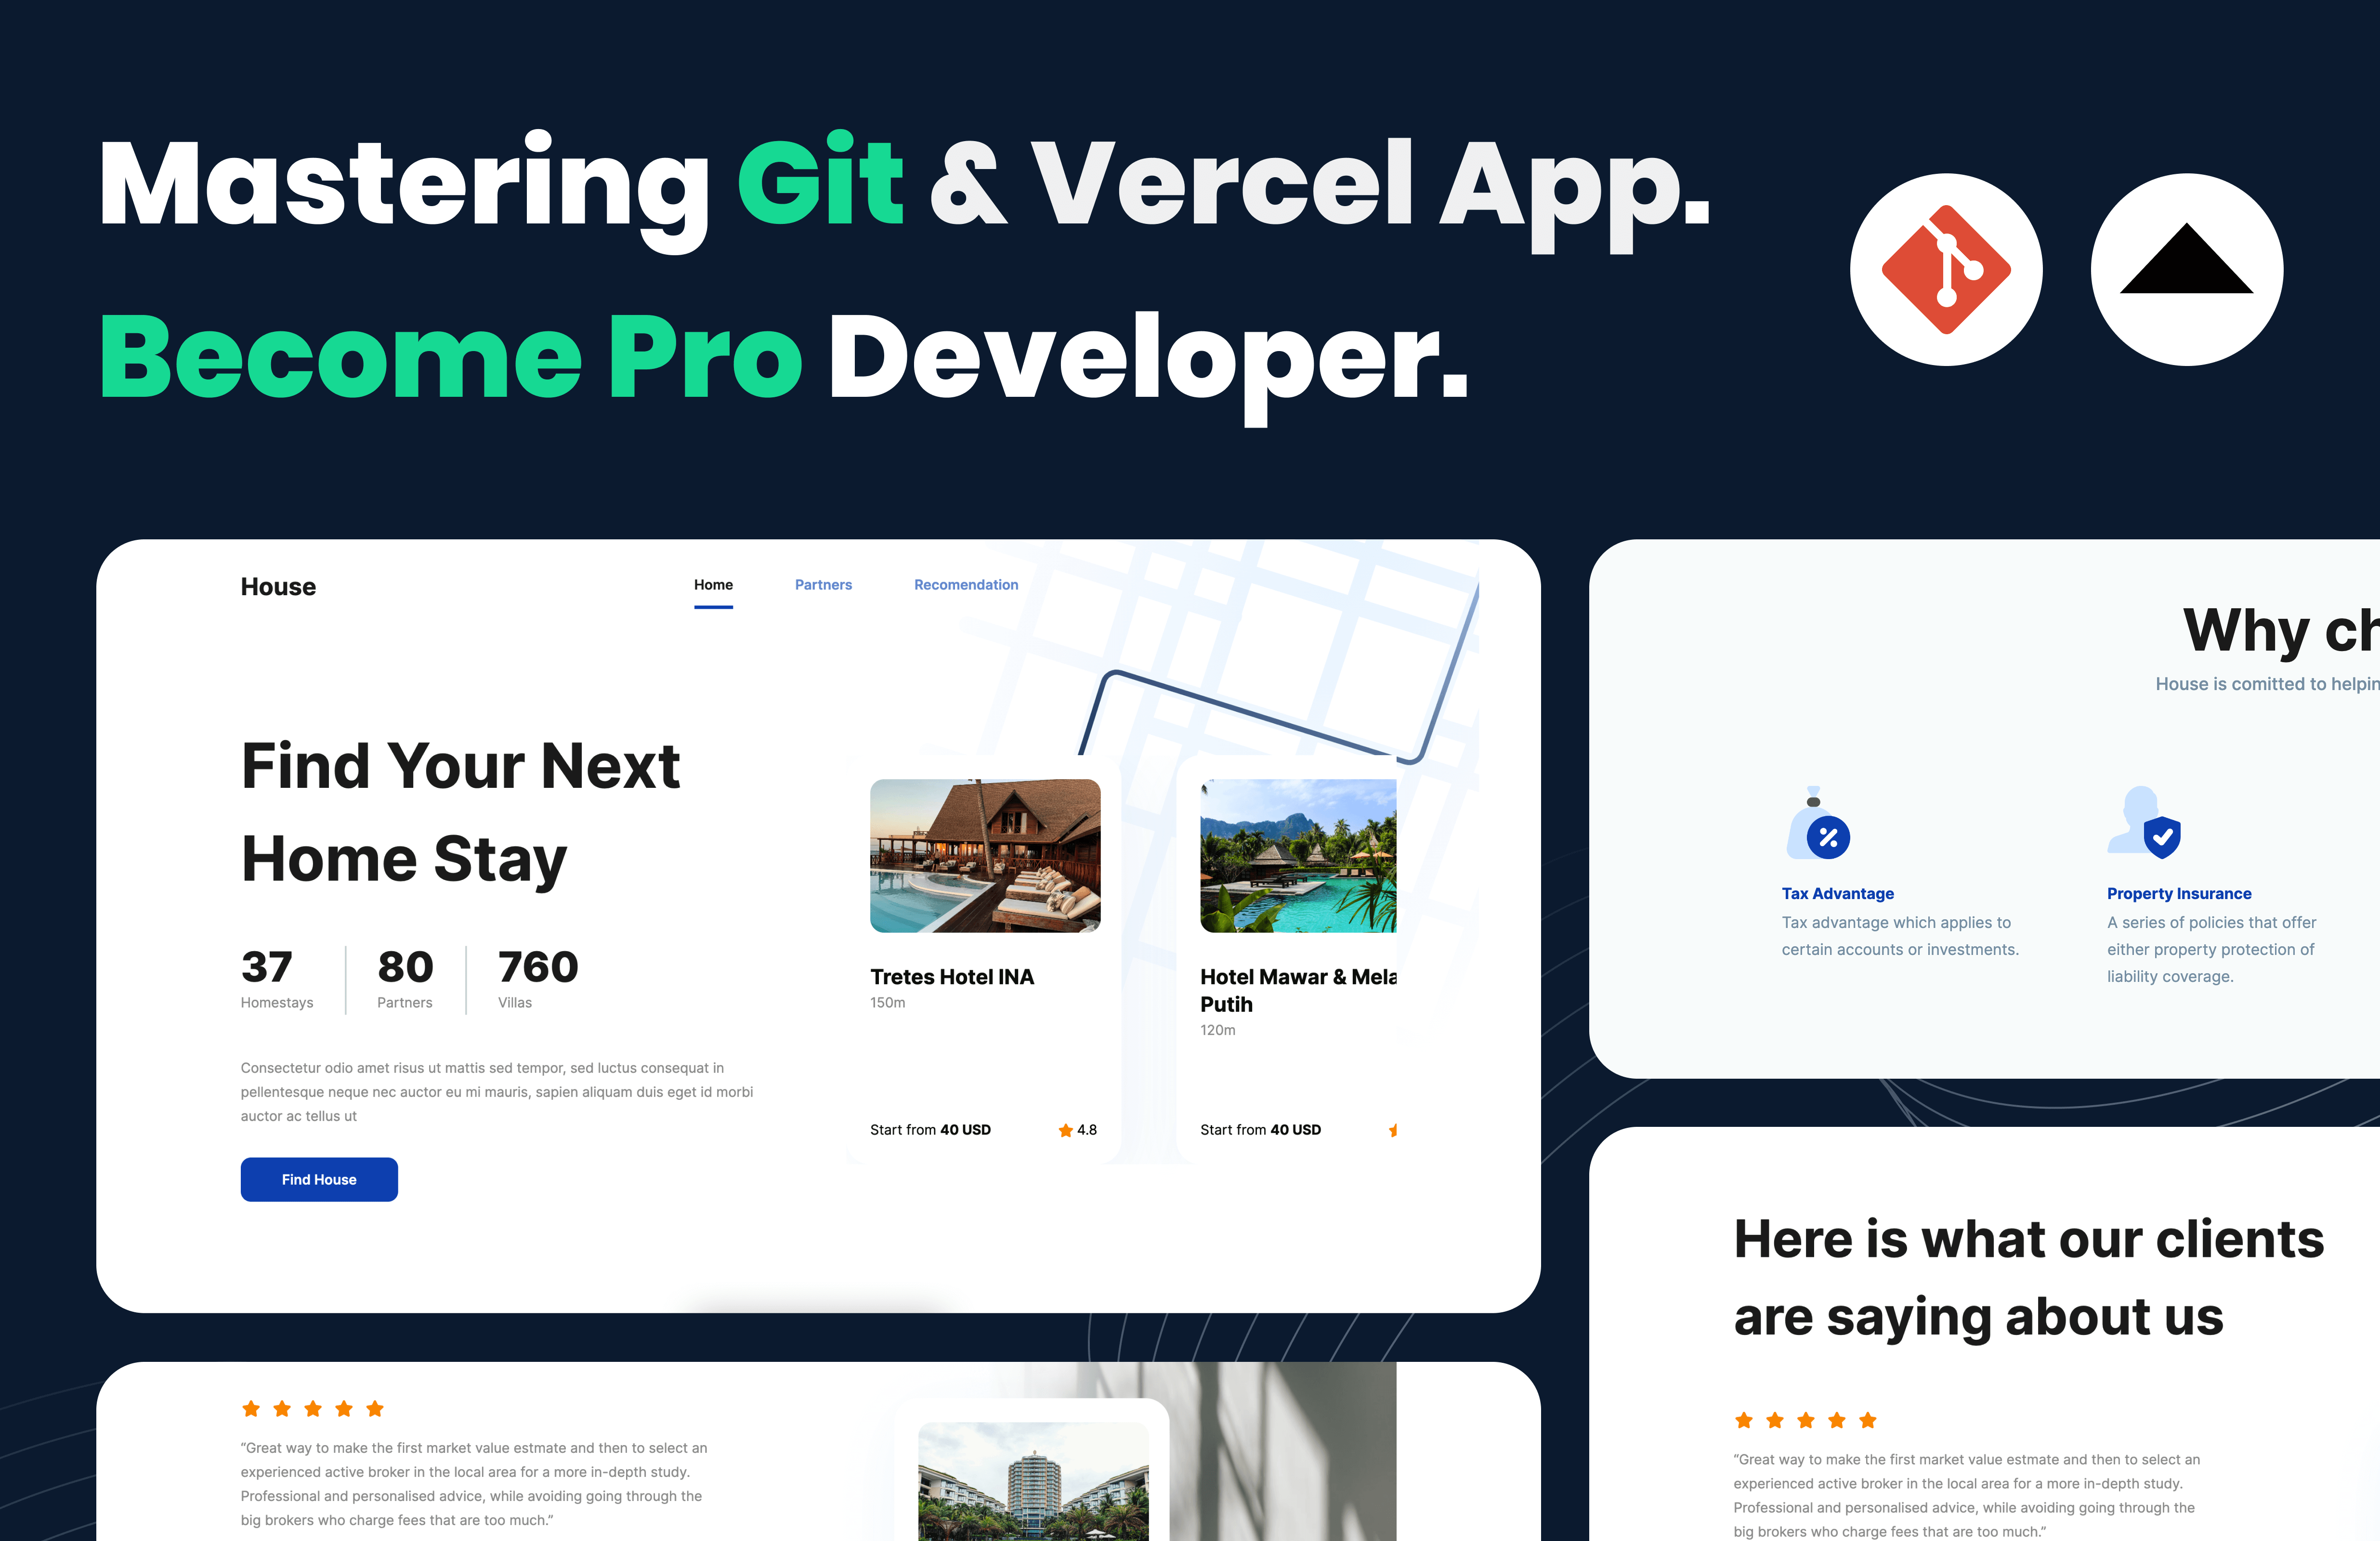 Mastering Git & Vercel App.
Become Pro Developer.
House
Home
Partners
Recomendation
Find Your Next
Home Stay
37
Homestays
80
Partners
760
Villas
Consectetur odio amet risus ut mattis sed tempor, sed luctus consequat in
pellentesque neque nec auctor eu mi mauris, sapien aliquam duis eget id morbi
auctor ac tellus ut
Find House
Tretes Hotel INA
150m
Start from 40 USD
4.8
Hotel Mawar & Mela
Putih
120m
Start from 40 USD
Why ch
House is comitted to helpin
Tax Advantage
Tax advantage which applies to
certain accounts or investments.
Property Insurance
A series of policies that offer
either property protection of
liability coverage.
“Great way to make the first market value estmate and then to select an
experienced active broker in the local area for a more in-depth study.
Professional and personalised advice, while avoiding going through the
big brokers who charge fees that are too much.”
Here is what our clients
are saying about us
“Great way to make the first market value estmate and then to select an
experienced active broker in the local area for a more in-depth study.
Professional and personalised advice, while avoiding going through the
big brokers who charge fees that are too much.”